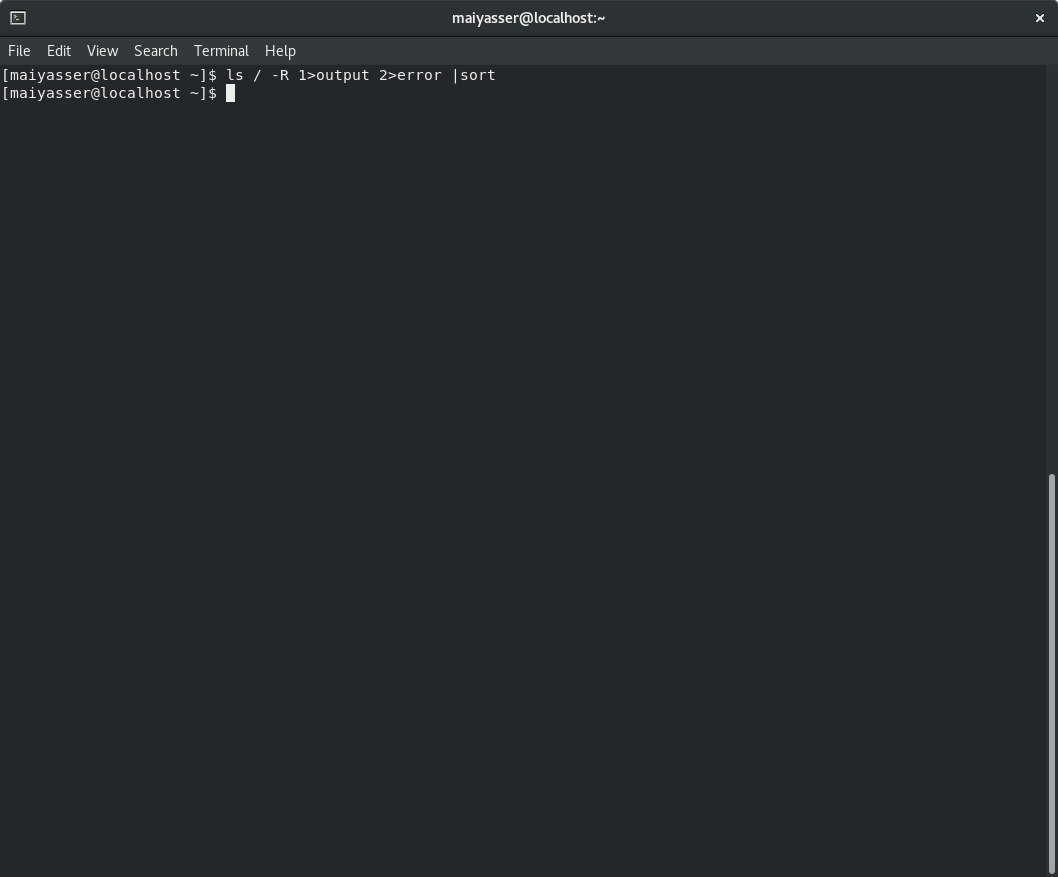 maiyasser@localhost:~
File Edit View Search Terminal Help
[maiyasser@localhost ~]$ ls / -R 1>output 2>error |sort
[maiyasser@localhost ~]$